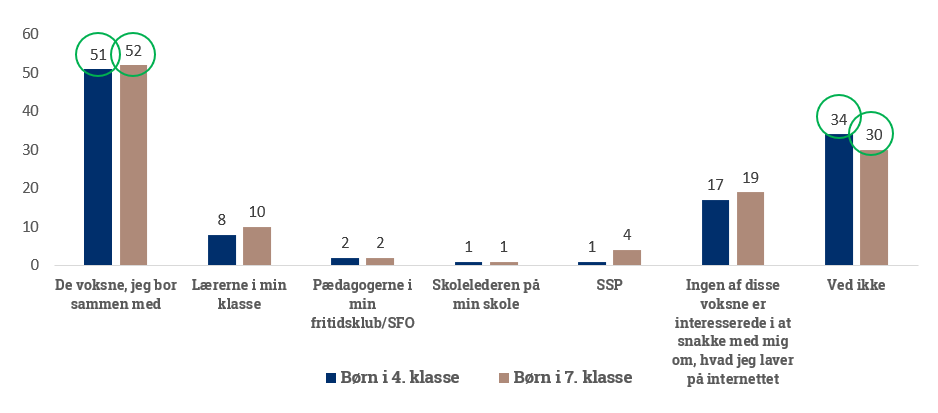 60
50
40
30
20
10
0
51
52
8
10
2
2
1
1
1
4
17
19
34
30
De voksne, jeg bor
sammen med
Lærerne i min
klasse
Pædagogerne i
min
fritidsklub/SFO
Skolelederen på
min skole
SSP
Ingen af disse
voksne er
interesserede i at
snakke med mig
om, hvad jeg laver
på internettet
Ved ikke
Børn i 4. klasse
Børn i 7. klasse